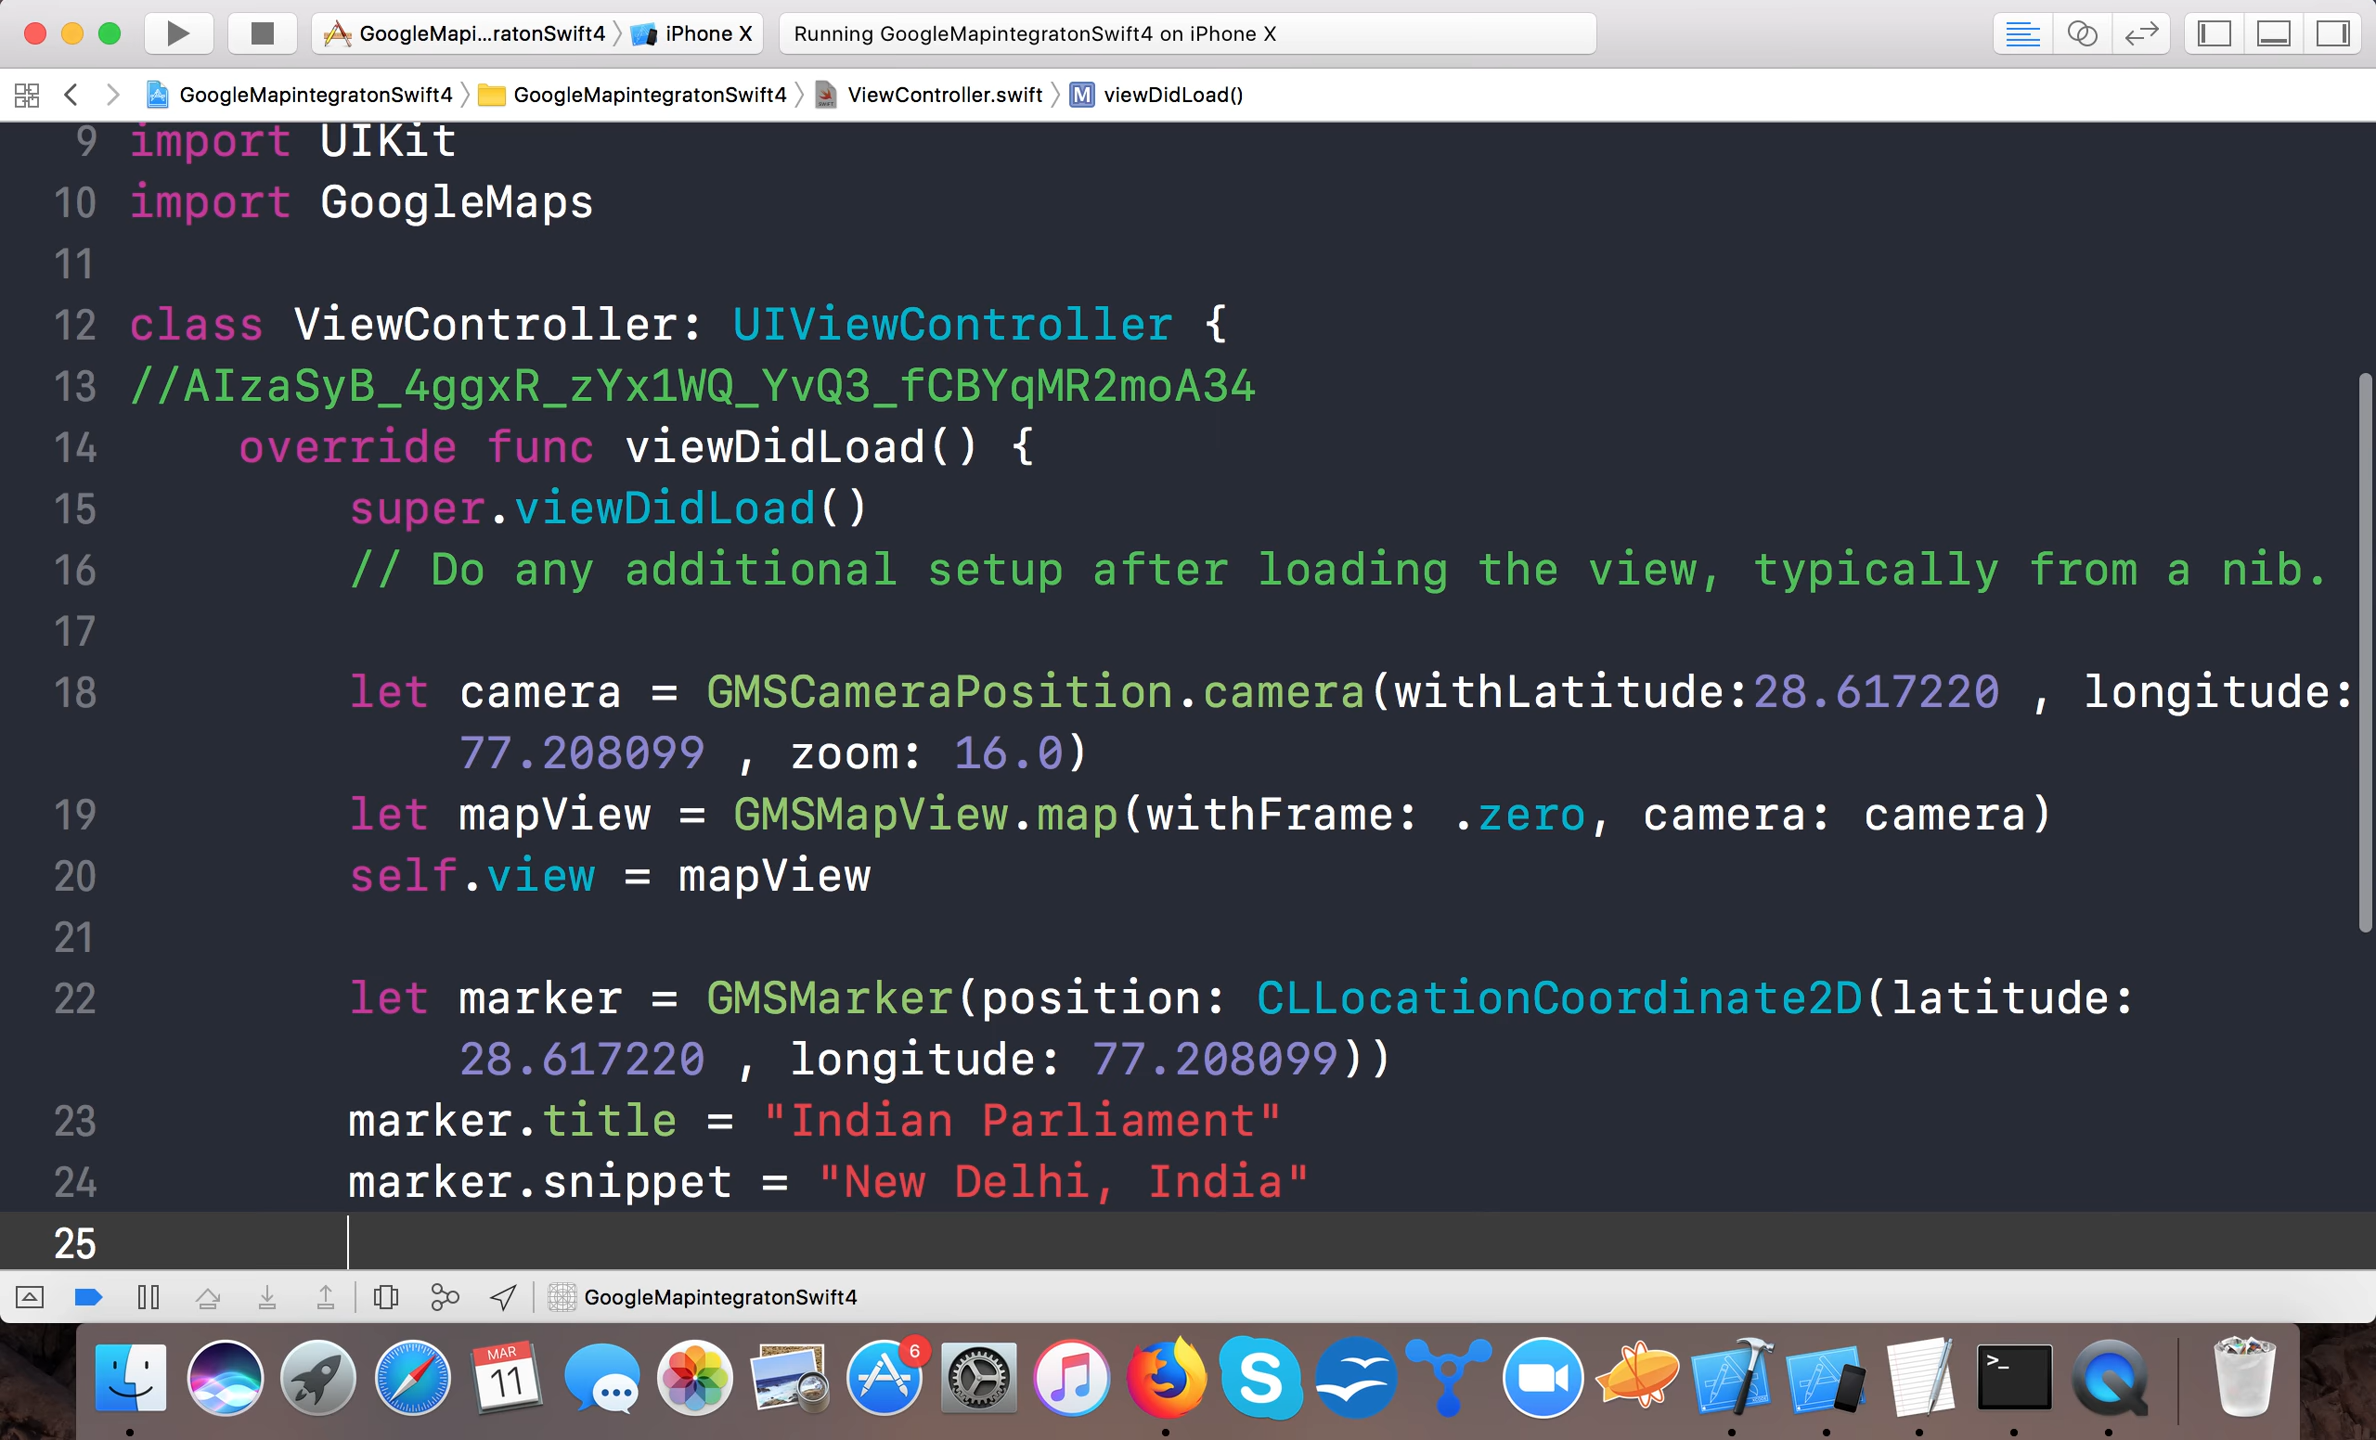 GoogleMapi...ratonSwift4 iPhone X Running GoogleMapintegratonSwift4 on iPhone X
GoogleMapintegratonSwift4 GoogleMapintegratonSwift4 ViewController.swift M viewDidLoad()
9 import UIKit
10 import GoogleMaps
11
12 class ViewController: UIViewController {
13 //AIzaSyB_4ggxR_zYx1WQ_YvQ3_fCBYqMR2moA34
14 override func viewDidLoad() {
15 super.viewDidLoad()
16 // Do any additional setup after loading the view, typically from a nib.
17
18 let camera = GMSCameraPosition.camera(withLatitude:28.617220 , longitude:
77.208099 , zoom: 16.0)
19 let mapView = GMSMapView.map(withFrame: .zero, camera: camera)
20 self.view = mapView
21
22 let marker = GMSMarker(position: CLLocationCoordinate2D(latitude:
28.617220 , longitude: 77.208099))
23 marker.title = "Indian Parliament"
24 marker.snippet = "New Delhi, India"
25
GoogleMapintegratonSwift4
MAR
11
6
S
>_